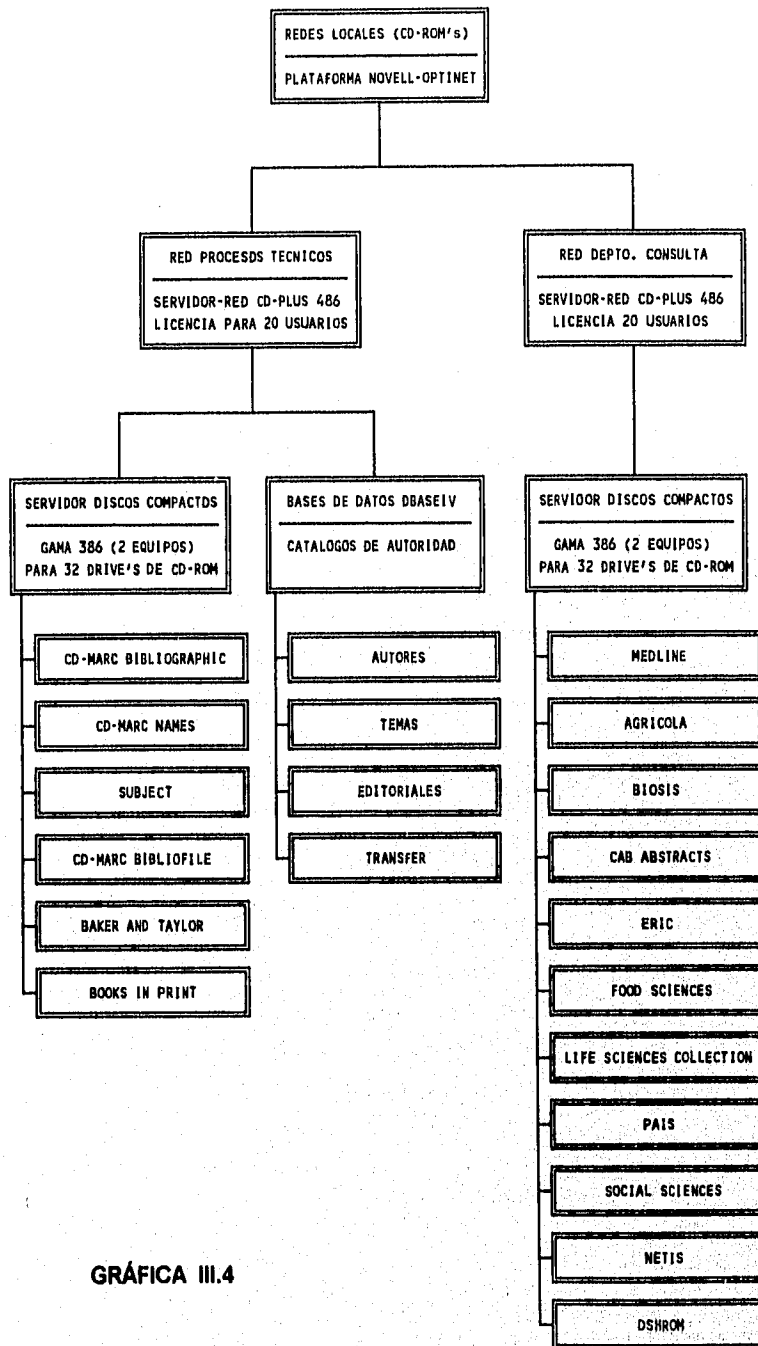 REDES LOCALES (CD-ROM's)
PLATAFORMA NOVELL-OPTINET
RED PROCESOS TECNICOS
SERVIDOR-RED CD-PLUS 486
LICENCIA PARA 20 USUARIOS
RED DEPTO. CONSULTA
SERVIDOR-RED CD-PLUS 486
LICENCIA 20 USUARIOS
SERVIDOR DISCOS COMPACTOS
GAMA 386 (2 EQUIPOS)
PARA 32 DRIVE'S DE CD-ROM
CD-MARC BIBLIOGRAPHIC
CD-MARC NAMES
SUBJECT
CD-MARC BIBLIOFILE
BAKER AND TAYLOR
BOOKS IN PRINT
BASES DE DATOS DBASEIV
CATALOGOS DE AUTORIDAD
AUTORES
TEMAS
EDITORIALES
TRANSFER
SERVIDOR DISCOS COMPACTOS
GAMA 386 (2 EQUIPOS)
PARA 32 DRIVE'S DE CD-ROM
MEDLINE
AGRICOLA
BIOSIS
CAB ABSTRACTS
ERIC
FOOD SCIENCES
LIFE SCIENCES COLLECTION
PAIS
SOCIAL SCIENCES
NETIS
DSHROM
GRÁFICA III.4